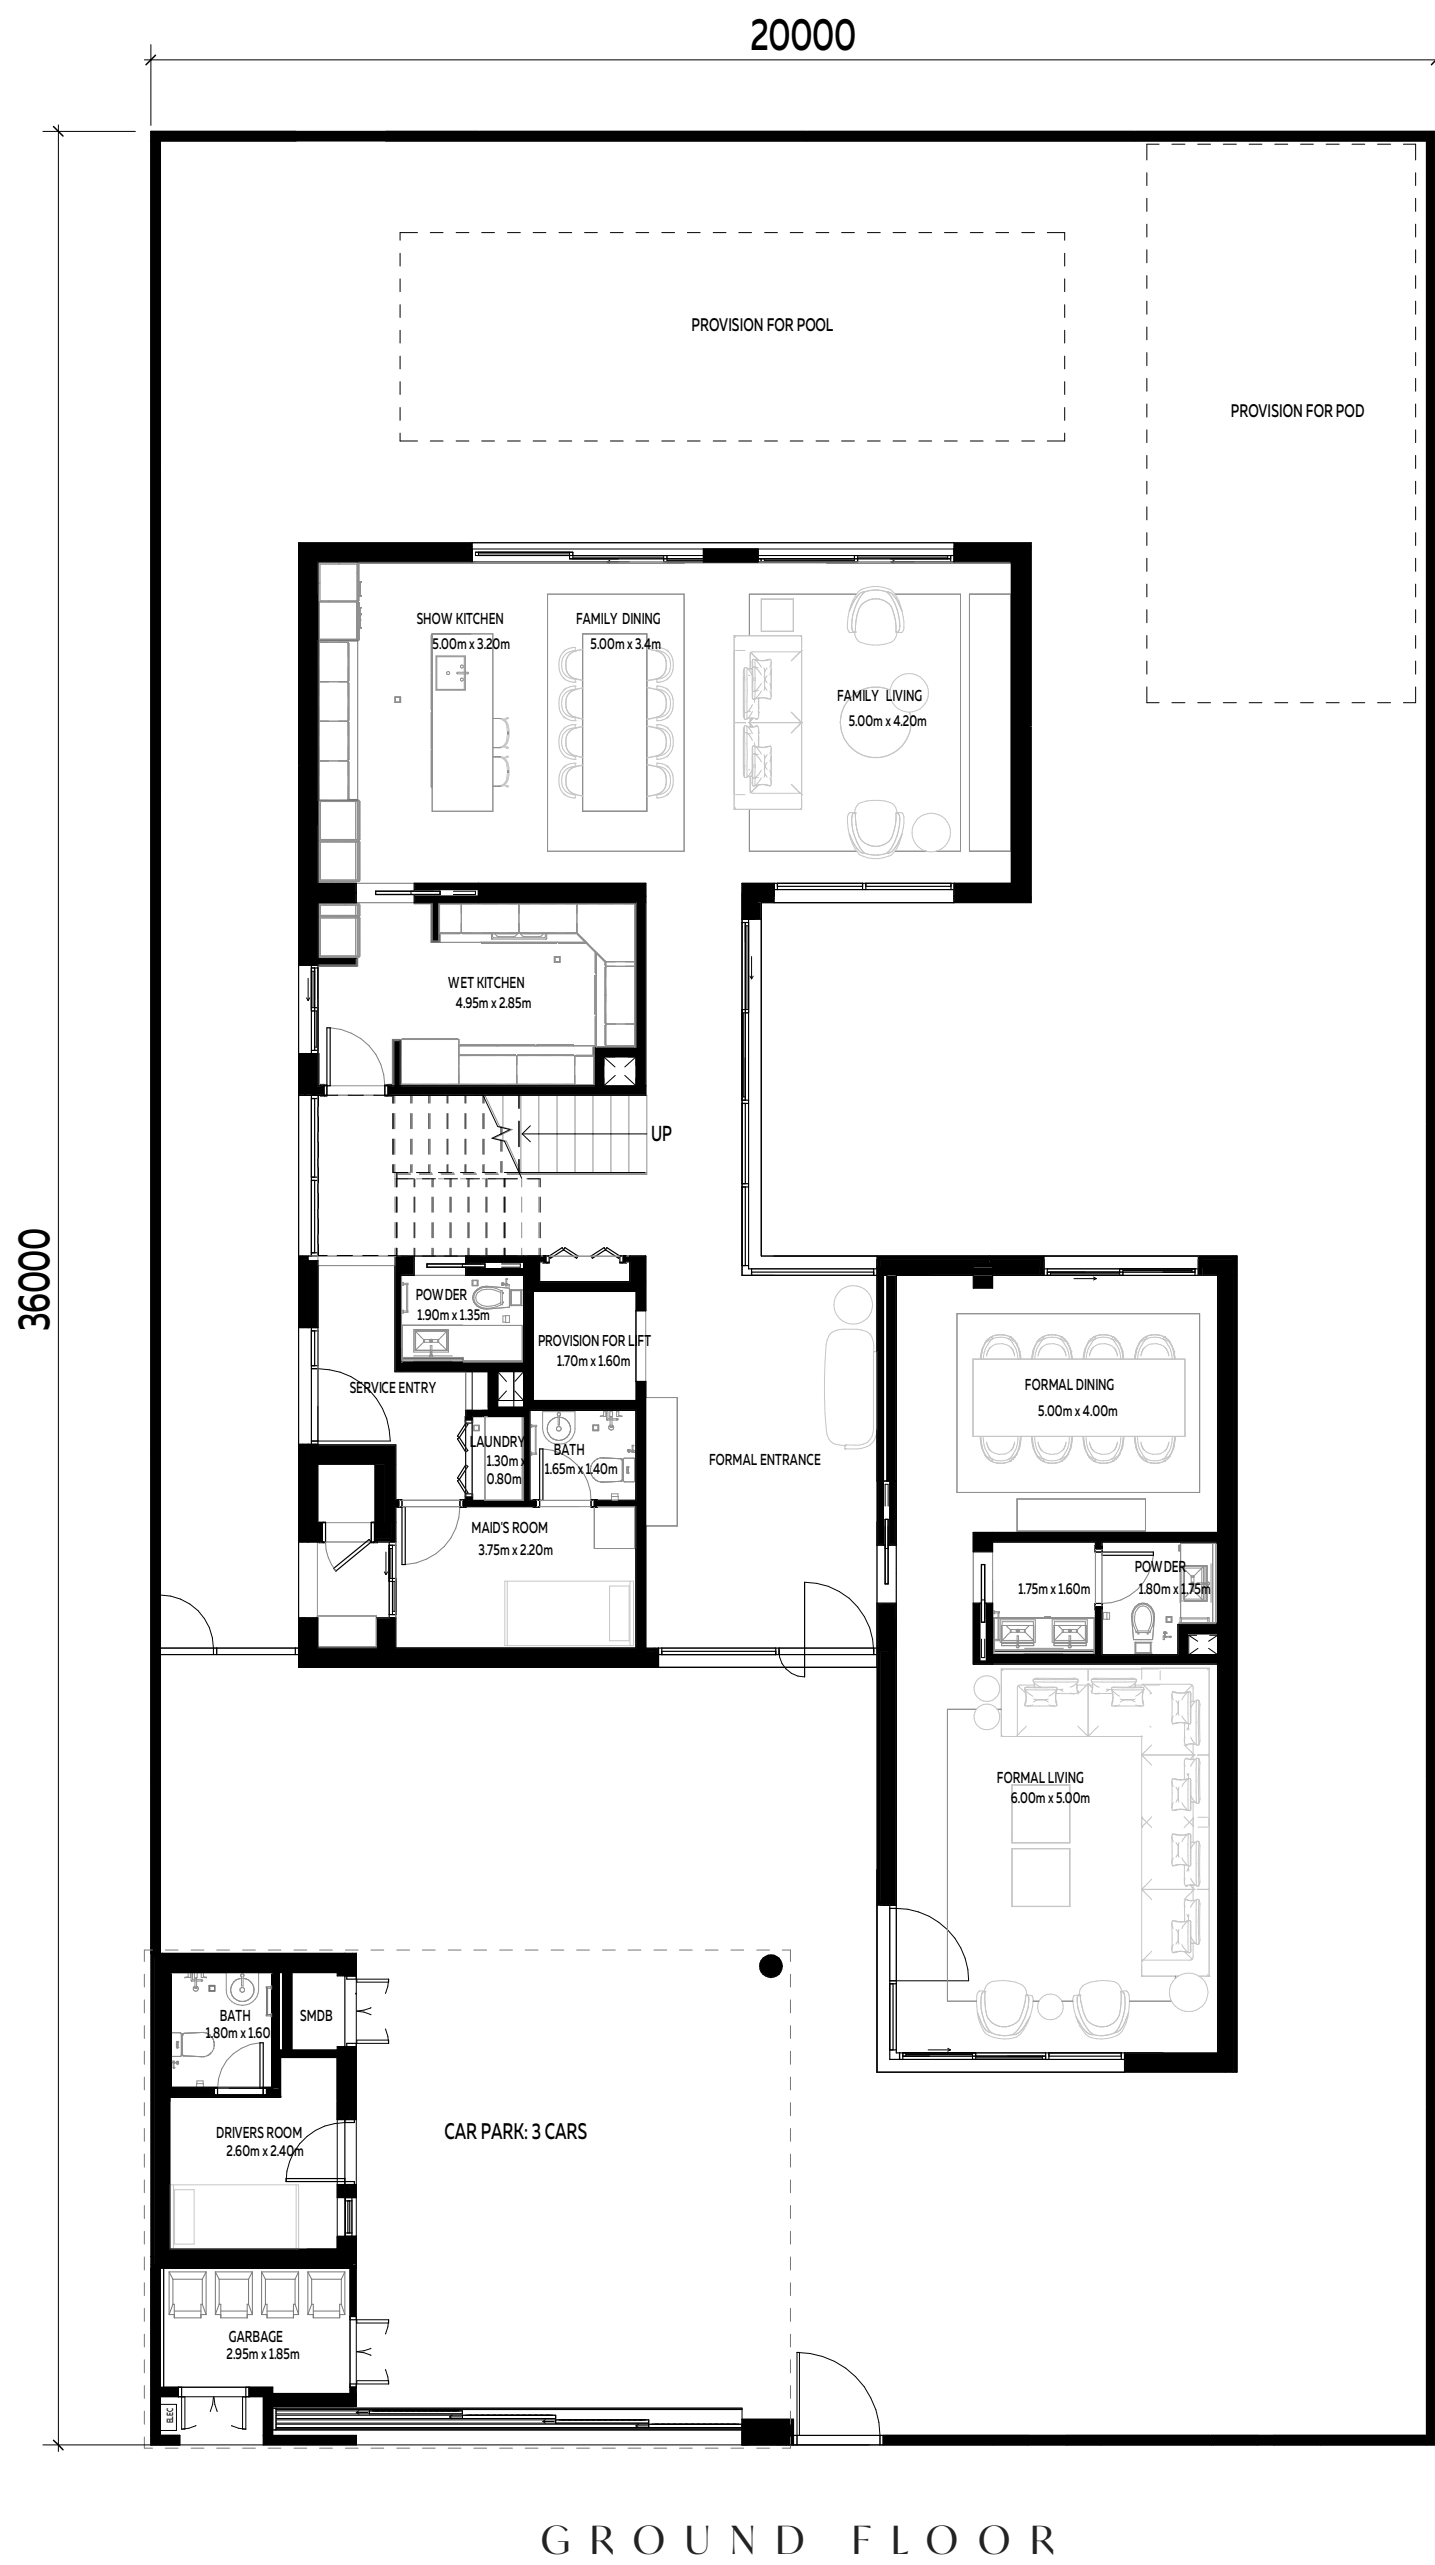 20000
36000
PROVISION FOR POOL
PROVISION FOR POD
SHOW KITCHEN
5.00m x 3.20m
FAMILY DINING
5.00m x 3.4m
FAMILY LIVING
5.00m x 4.20m
WET KITCHEN
4.95m x 2.85m
UP
POWDER
1.90m x 1.35m
PROVISION FOR LIFT
1.70m x 1.60m
SERVICE ENTRY
LAUNDRY
1.30m x
0.80m
BATH
1.65m x 1.40m
FORMAL ENTRANCE
FORMAL DINING
5.00m x 4.00m
MAID'S ROOM
3.75m x 2.20m
1.75m x 1.60m
POWDER
1.80m x 1.75m
FORMAL LIVING
6.00m x 5.00m
BATH
1.80m x 1.60
SMDB
DRIVERS ROOM
2.60m x 2.40m
CAR PARK: 3 CARS
GARBAGE
2.95m x 1.85m
ELEC
GROUND FLOOR